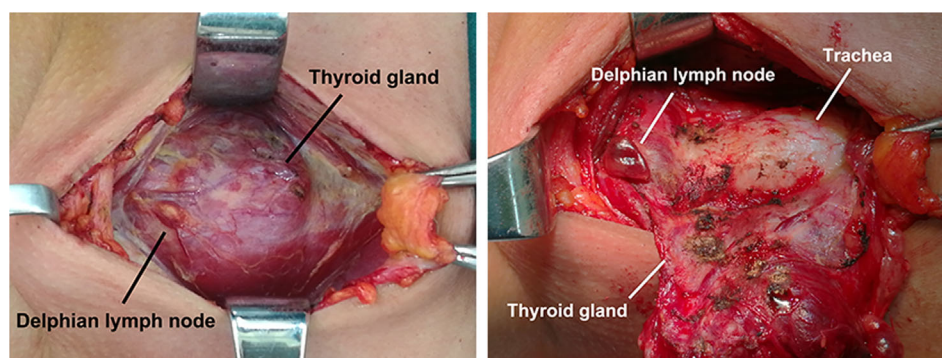 Thyroid gland
Delphian lymph node
Trachea
Delphian lymph node
Thyroid gland